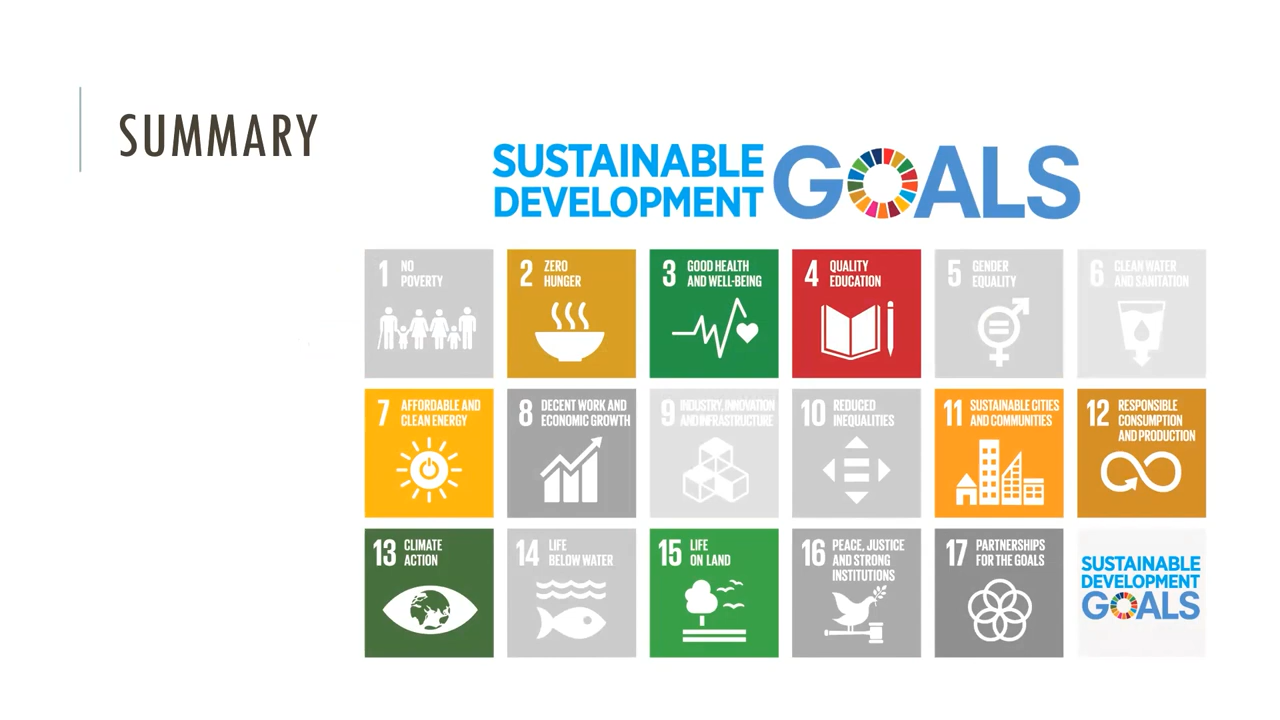 SUMMARY
SUSTAINABLE
DEVELOPMENT
GOALS
1 NO
POVERTY
2 ZERO
HUNGER
3 GOOD HEALTH
AND WELL-BEING
4 QUALITY
EDUCATION
5 GENDER
EQUALITY
6 CLEAN WATER
AND SANITATION
7 AFFORDABLE AND
CLEAN ENERGY
8 DECENT WORK AND
ECONOMIC GROWTH
9 INDUSTRY, INNOVATION
AND INFRASTRUCTURE
10 REDUCED
INEQUALITIES
11 SUSTAINABLE CITIES
AND COMMUNITIES
12 RESPONSIBLE
CONSUMPTION
AND PRODUCTION
13 CLIMATE
ACTION
14 LIFE
BELOW WATER
15 LIFE
ON LAND
16 PEACE, JUSTICE
AND STRONG
INSTITUTIONS
17 PARTNERSHIPS
FOR THE GOALS
SUSTAINABLE
DEVELOPMENT
GOALS